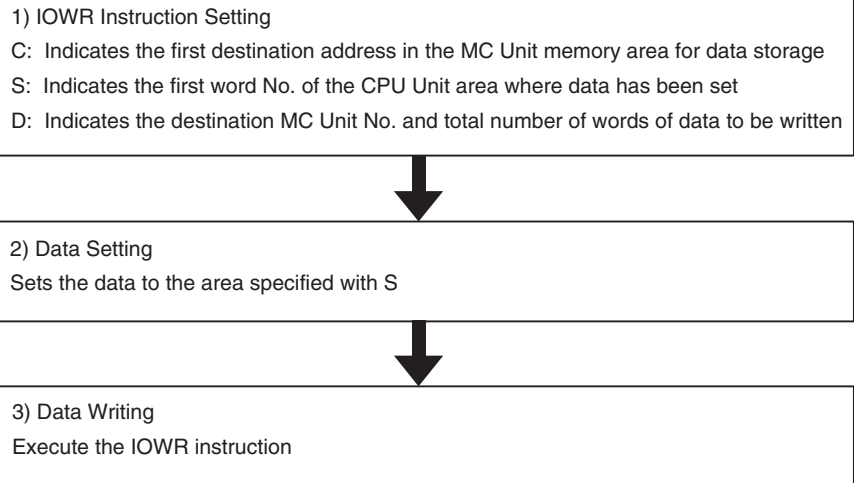 1) IOWR Instruction Setting
C: Indicates the first destination address in the MC Unit memory area for data storage
S: Indicates the first word No. of the CPU Unit area where data has been set
D: Indicates the destination MC Unit No. and total number of words of data to be written
2) Data Setting
Sets the data to the area specified with S
3) Data Writing
Execute the IOWR instruction